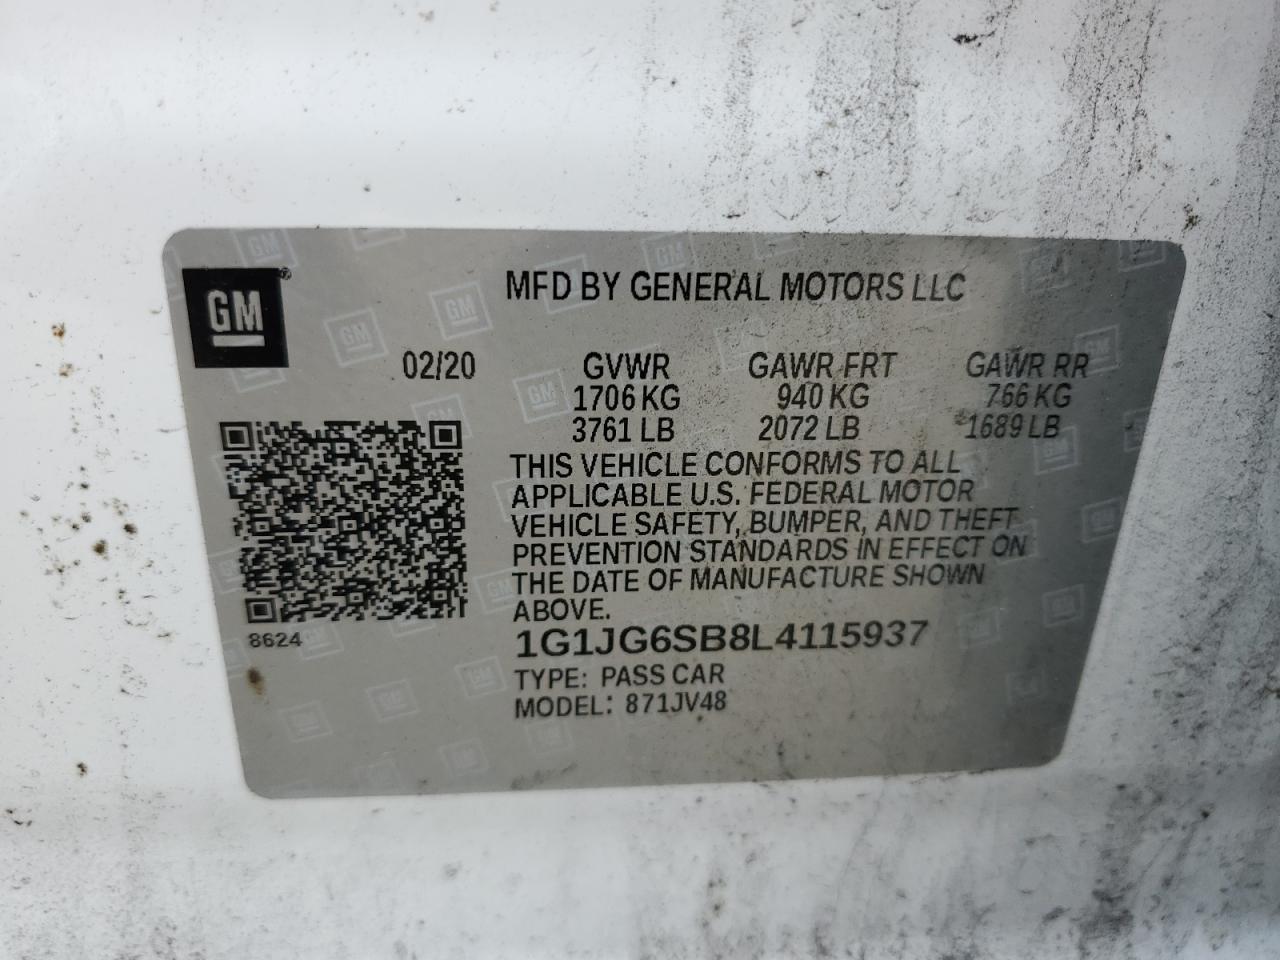 GM®
MFD BY GENERAL MOTORS LLC
02/20 GVWR GAWR FRT GAWR RR
1706 KG 940 KG 766 KG
3761 LB 2072 LB 1689 LB
THIS VEHICLE CONFORMS TO ALL
APPLICABLE U.S. FEDERAL MOTOR
VEHICLE SAFETY, BUMPER, AND THEFT
PREVENTION STANDARDS IN EFFECT ON
THE DATE OF MANUFACTURE SHOWN
ABOVE.
8624
1G1JG6SB8L4115937
TYPE: PASS CAR
MODEL: 871JV48